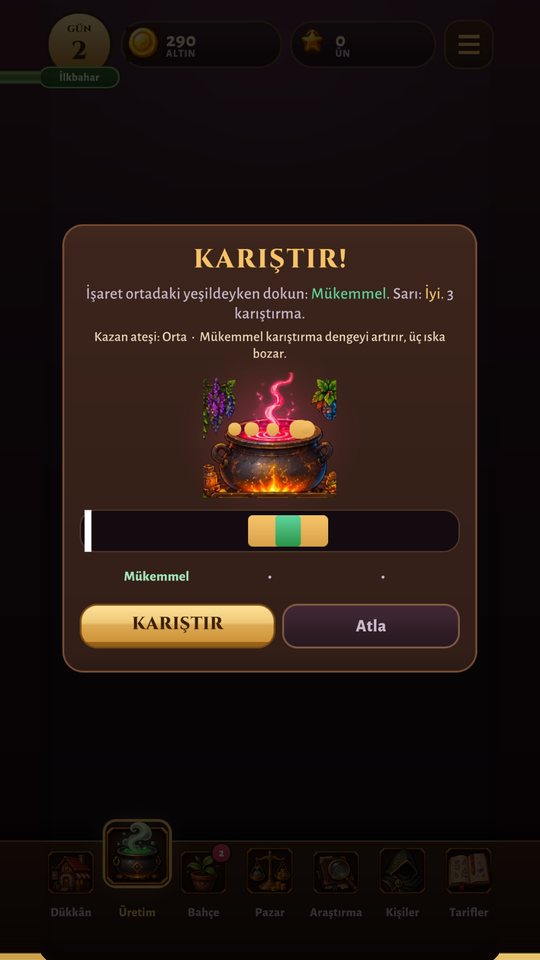 GÜN
2
İlkbahar
290
ALTIN
0
ÜN
KARIŞTIR!
İşaret ortadaki yeşildeyken dokun: Mükemmel. Sarı: İyi. 3
karıştırma.
Kazan ateşi: Orta · Mükemmel karıştırma dengeyi artırır, üç ıska
bozar.
Mükemmel • •
KARIŞTIR
Atla
2
Dükkân
Üretim
Bahçe
Pazar
Araştırma
Kişiler
Tarifler